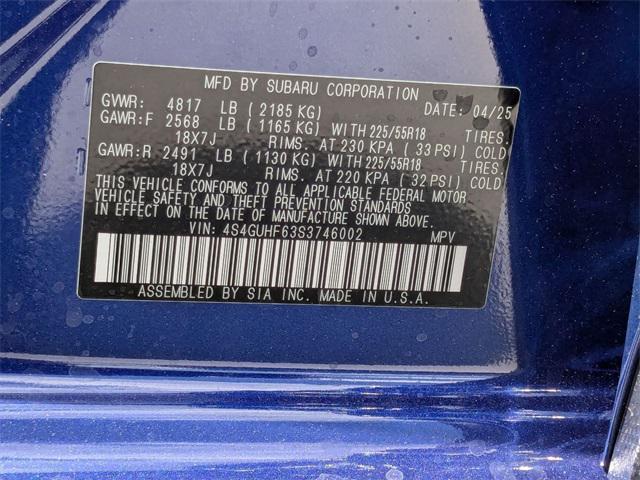 MFD BY SUBARU CORPORATION
GVWR: 4817 LB ( 2185 KG) DATE: 04/25
GAWR:F 2568 LB ( 1165 KG) WITH 225/55R18 TIRES.
18X7J RIMS. AT 230 KPA ( 33 PSI) COLD
GAWR:R 2491 LB ( 1130 KG) WITH 225/55R18 TIRES.
18X7J RIMS. AT 220 KPA ( 32 PSI) COLD
THIS VEHICLE CONFORMS TO ALL APPLICABLE FEDERAL MOTOR
VEHICLE SAFETY AND THEFT PREVENTION STANDARDS
IN EFFECT ON THE DATE OF MANUFACTURE SHOWN ABOVE.
VIN: 4S4GUHF63S3746002 MPV
ASSEMBLED BY SIA INC. MADE IN U.S.A.